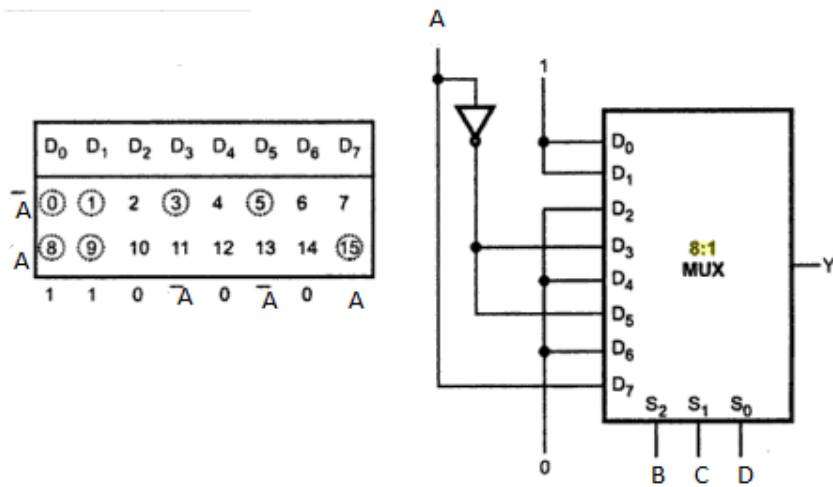 D₀ D₁ D₂ D₃ D₄ D₅ D₆ D₇
A̅ 0 1 2 3 4 5 6 7
A 8 9 10 11 12 13 14 15
1 1 0 A̅ 0 A̅ 0 A
A
1
D₀
D₁
D₂
D₃
D₄
D₅
D₆
D₇
8:1
MUX
Y
S₂ S₁ S₀
0
B C D